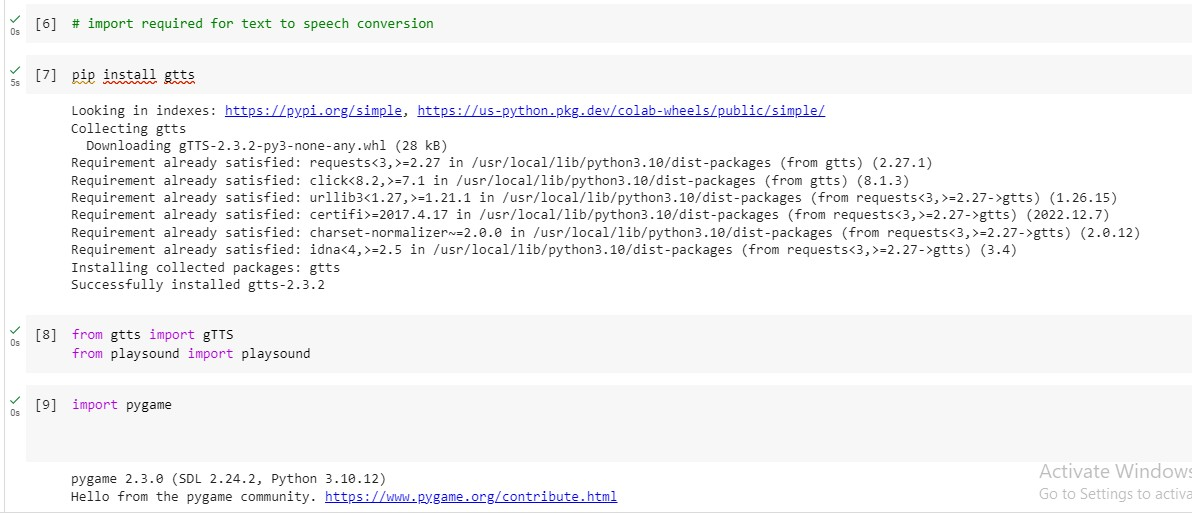 [6] # import required for text to speech conversion
0s
[7] pip install gtts
5s
Looking in indexes: https://pypi.org/simple, https://us-python.pkg.dev/colab-wheels/public/simple/
Collecting gtts
  Downloading gTTS-2.3.2-py3-none-any.whl (28 kB)
Requirement already satisfied: requests<3,>=2.27 in /usr/local/lib/python3.10/dist-packages (from gtts) (2.27.1)
Requirement already satisfied: click<8.2,>=7.1 in /usr/local/lib/python3.10/dist-packages (from gtts) (8.1.3)
Requirement already satisfied: urllib3<1.27,>=1.21.1 in /usr/local/lib/python3.10/dist-packages (from requests<3,>=2.27->gtts) (1.26.15)
Requirement already satisfied: certifi>=2017.4.17 in /usr/local/lib/python3.10/dist-packages (from requests<3,>=2.27->gtts) (2022.12.7)
Requirement already satisfied: charset-normalizer~=2.0.0 in /usr/local/lib/python3.10/dist-packages (from requests<3,>=2.27->gtts) (2.0.12)
Requirement already satisfied: idna<4,>=2.5 in /usr/local/lib/python3.10/dist-packages (from requests<3,>=2.27->gtts) (3.4)
Installing collected packages: gtts
Successfully installed gtts-2.3.2
[8] from gtts import gTTS
0s
from playsound import playsound
[9] import pygame
0s
pygame 2.3.0 (SDL 2.24.2, Python 3.10.12)
Hello from the pygame community. https://www.pygame.org/contribute.html
Activate Windows
Go to Settings to activa